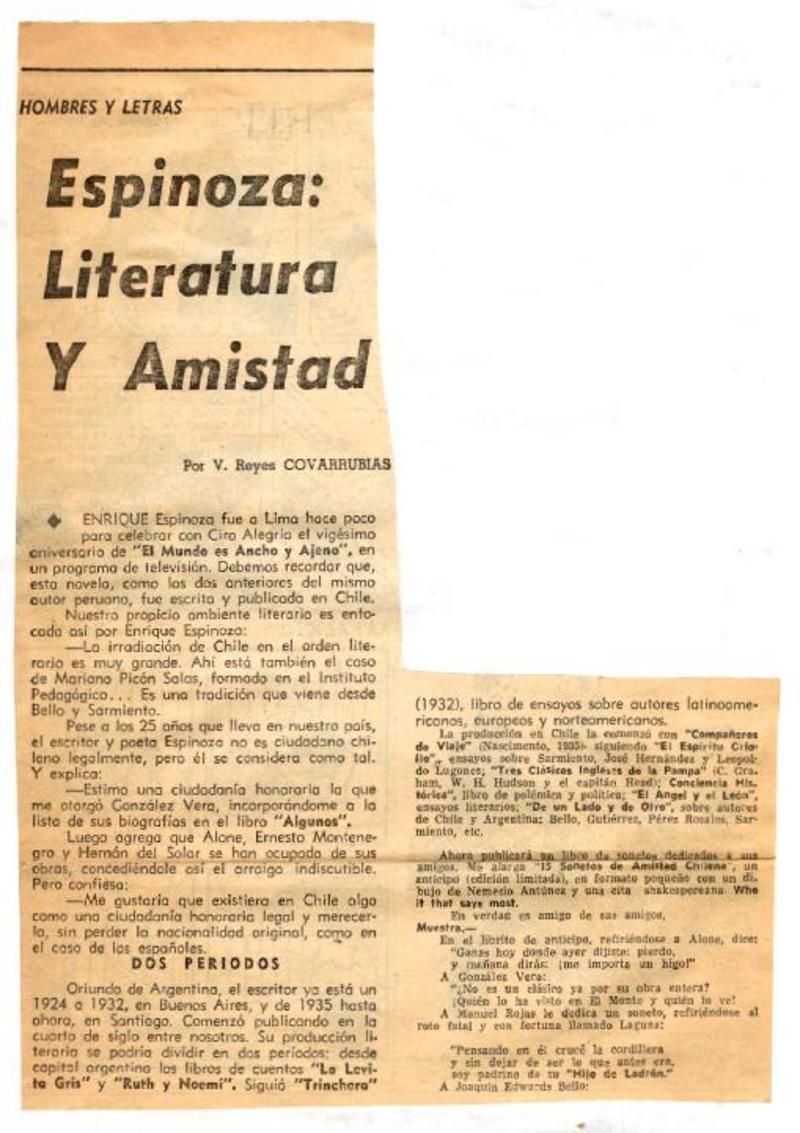 HOMBRES Y LETRAS
Espinoza:
Literatura
Y Amistad
Por V. Reyes COVARRUBIAS
ENRIQUE Espinoza fue a Lima hace poco
para celebrar con Ciro Alegría el vigésimo
aniversario de "El Mundo es Ancho y Ajeno", en
un programa de televisión. Debemos recordar que,
esta novela, como las dos anteriores del mismo
autor peruano, fue escrita y publicada en Chile.
Nuestro propicio ambiente literario es enfo-
cado así por Enrique Espinoza:
—La irradiación de Chile en el orden lite-
rario es muy grande. Ahí está también el caso
de Mariano Picón Salas, formado en el Instituto
Pedagógico... Es una tradición que viene desde
Bello y Sarmiento.
Pese a los 25 años que lleva en nuestro país,
el escritor y poeta Espinoza no es ciudadano chi-
leno legalmente, pero él se considera como tal.
Y explica:
—Estimo una ciudadanía honoraria la que
me otorgó González Vera, incorporándome a la
lista de sus biografías en el libro "Algunos".
Luego agrega que Alone, Ernesto Montene-
gro y Hernán del Solar se han ocupado de sus
obras, concediéndole así el arraigo indiscutible.
Pero confiesa:
—Me gustaría que existiera en Chile algo
como una ciudadanía honoraria legal y merecer-
la, sin perder la nacionalidad original, como en
el caso de los españoles.
DOS PERIODOS
Oriundo de Argentina, el escritor ya está un
1924 a 1932, en Buenos Aires, y de 1935 hasta
ahora, en Santiago. Comenzó publicando en la
cuarto de siglo entre nosotros. Su producción li-
teraria se podría dividir en dos períodos: desde
capital argentina los libros de cuentos "La Levi-
ta Gris" y "Ruth y Noemí". Siguió "Trinchera"
(1932), libro de ensayos sobre autores latinoame-
ricanos, europeos y norteamericanos.
La producción en Chile la comenzó con "Compañeros
de Viaje" (Nascimento, 1935) siguiendo "El Espíritu Crio-
llo", ensayos sobre Sarmiento, José Hernández y Leopol-
do Lugones; "Tres Clásicos Ingleses de la Pampa" (C. Gra-
ham, W. H. Hudson y el capitán Head); Conciencia His-
tórica", libro de polémica y política; "El Angel y el León",
ensayos literarios; "De un Lado y de Otro", sobre autores
de Chile y Argentina: Bello, Gutiérrez, Pérez Rosales, Sar-
miento, etc.
Ahora publicará un libro de sonetos dedicados a sus
amigos. Me alarga "15 Sonetos de Amistad Chilena", un
anticipo (edición limitada), en formato pequeño con un di-
bujo de Nemesio Antúnez y una cita shakespereana Who
it that says most.
En verdad es amigo de sus amigos,
Muestra.—
En el librito de anticipo, refiriéndose a Alone, dice:
"Ganas hoy donde ayer dijiste: pierdo,
y mañana dirás: ¡me importa un higo!"
A González Vera:
"¿No es un clásico ya por su obra entera?
¡Quién lo ha visto en El Monte y quién lo ve!
A Manuel Rojas le dedica un soneto, refiriéndose al
roto fatal y con fortuna llamado Laguna:
"Pensando en él crucé la cordillera
y sin dejar de ser lo que antes era,
soy padrino de tu "Hijo de Ladrón."
A Joaquín Edwards Bello: